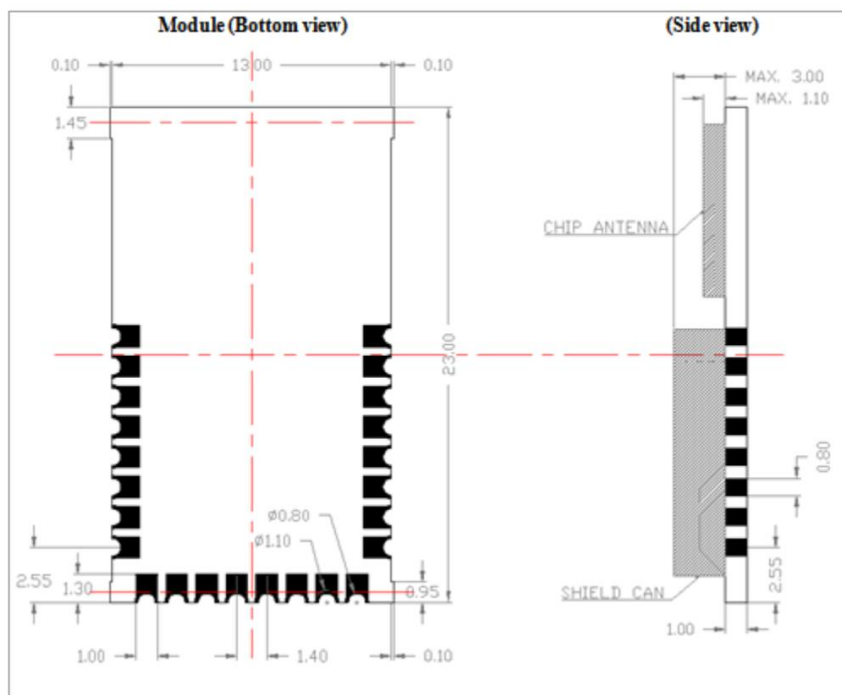 Module (Bottom view)
(Side view)
0.10
13.00
0.10
MAX. 3.00
MAX. 1.10
1.45
CHIP ANTENNA
23.00
0.80
Ø0.80
Ø1.10
2.55
1.30
0.95
2.55
SHIELD CAN
1.00
1.40
0.10
1.00